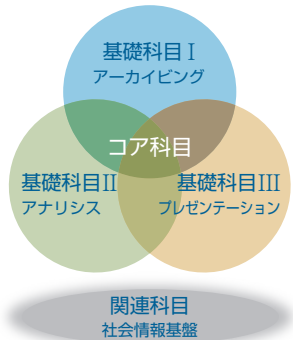 基礎科目Ⅰ
アーカイビング
コア科目
基礎科目II
アナリシス
基礎科目III
プレゼンテーション
関連科目
社会情報基盤